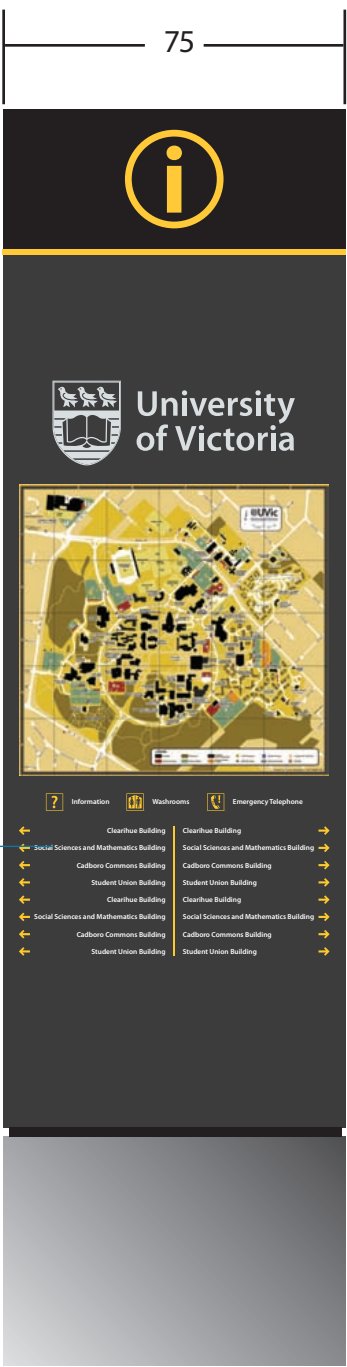 75
i
University
of Victoria
UVic
? Information Washrooms ! Emergency Telephone
Clearihue Building Clearihue Building
Social Sciences and Mathematics Building Social Sciences and Mathematics Building
Cadboro Commons Building Cadboro Commons Building
Student Union Building Student Union Building
Clearihue Building Clearihue Building
Social Sciences and Mathematics Building Social Sciences and Mathematics Building
Cadboro Commons Building Cadboro Commons Building
Student Union Building Student Union Building